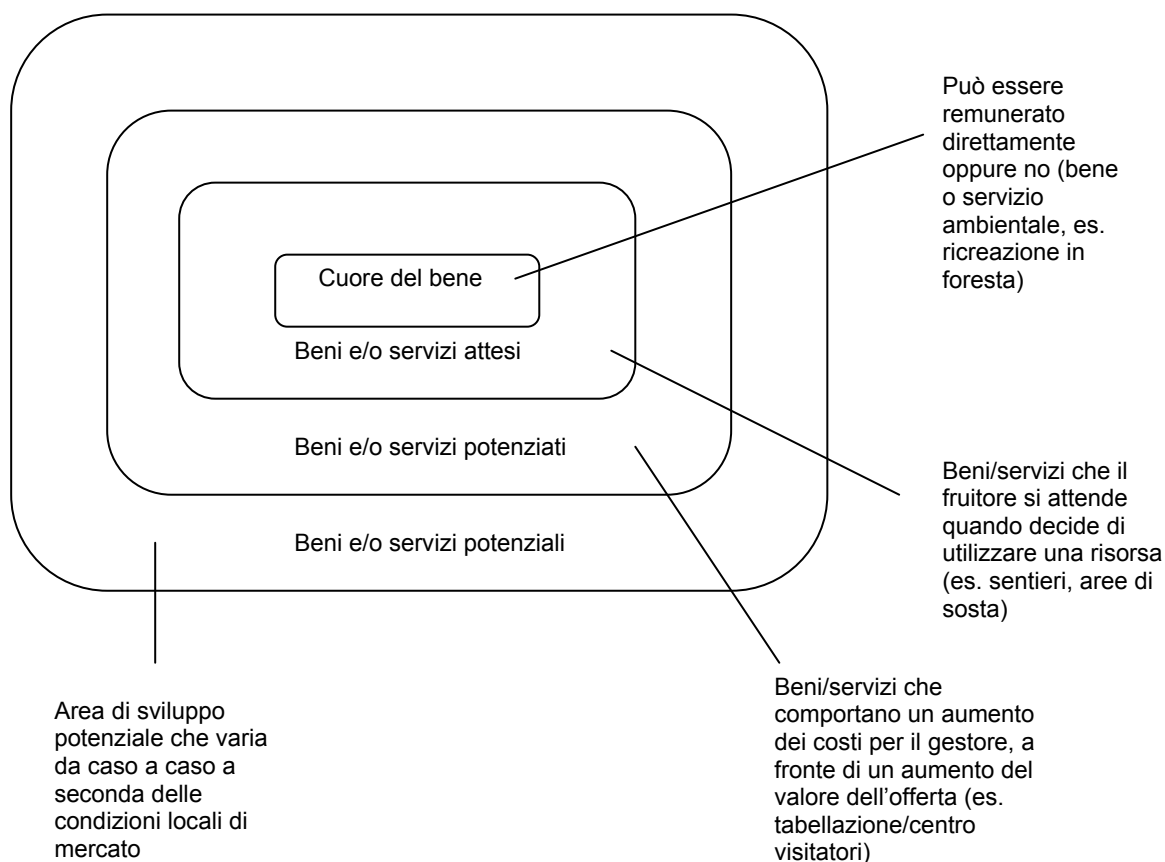 Può essere
remunerato
direttamente
oppure no (bene
o servizio
ambientale, es.
ricreazione in
foresta)
Cuore del bene
Beni e/o servizi attesi
Beni e/o servizi potenziati
Beni e/o servizi potenziali
Beni/servizi che il
fruitore si attende
quando decide di
utilizzare una risorsa
(es. sentieri, aree di
sosta)
Area di sviluppo
potenziale che varia
da caso a caso a
seconda delle
condizioni locali di
mercato
Beni/servizi che
comportano un aumento
dei costi per il gestore, a
fronte di un aumento del
valore dell’offerta (es.
tabellazione/centro
visitatori)